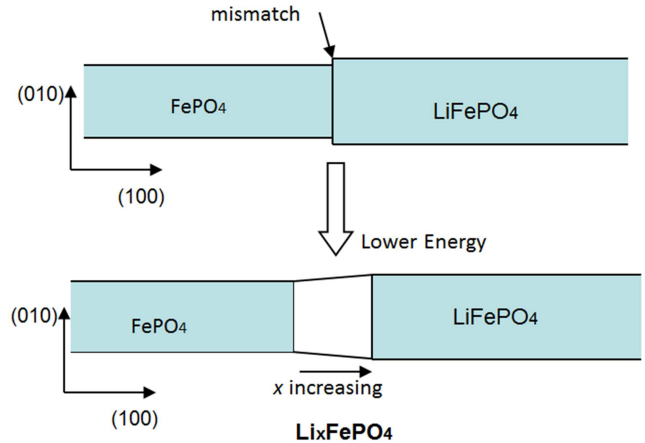 mismatch
(010)
FePO4
LiFePO4
(100)
Lower Energy
(010)
FePO4
LiFePO4
(100)
x increasing
LixFePO4